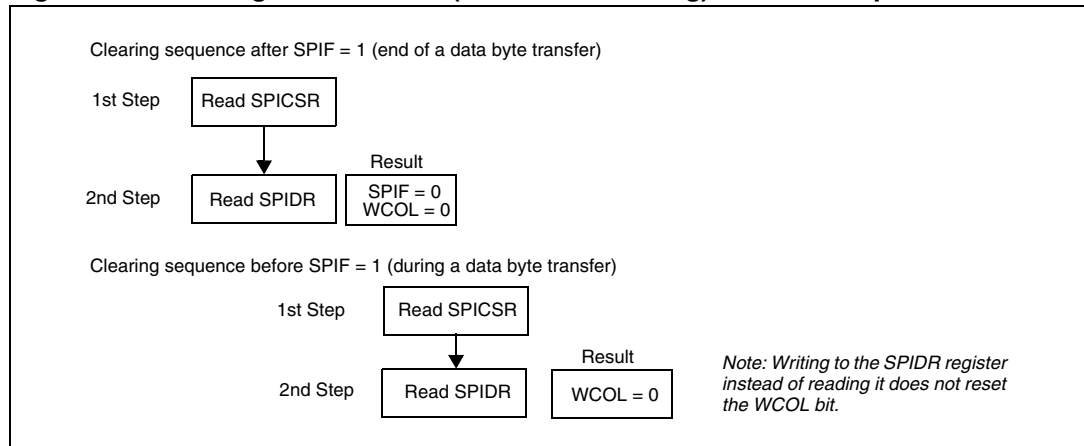 Clearing sequence after SPIF = 1 (end of a data byte transfer)
1st Step
Read SPICSR
Result
2nd Step
Read SPIDR
SPIF = 0
WCOL = 0
Clearing sequence before SPIF = 1 (during a data byte transfer)
1st Step
Read SPICSR
Result
2nd Step
Read SPIDR
WCOL = 0
Note: Writing to the SPIDR register
instead of reading it does not reset
the WCOL bit.